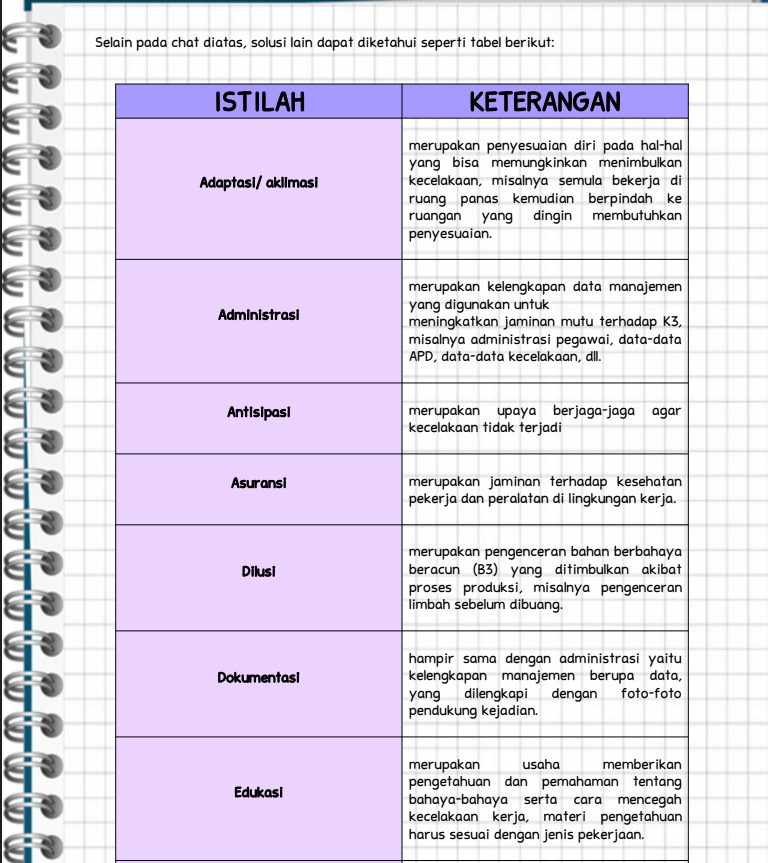 Selain pada chat diatas, solusi lain dapat diketahui seperti tabel berikut:
ISTILAH
KETERANGAN
Adaptasi/ aklimasi
merupakan penyesuaian diri pada hal-hal
yang bisa memungkinkan menimbulkan
kecelakaan, misalnya semula bekerja di
ruang panas kemudian berpindah ke
ruangan yang dingin membutuhkan
penyesuaian.
Administrasi
merupakan kelengkapan data manajemen
yang digunakan untuk
meningkatkan jaminan mutu terhadap K3,
misalnya administrasi pegawai, data-data
APD, data-data kecelakaan, dll.
Antisipasi
merupakan upaya berjaga-jaga agar
kecelakaan tidak terjadi
Asuransi
merupakan jaminan terhadap kesehatan
pekerja dan peralatan di lingkungan kerja.
Dilusi
merupakan pengenceran bahan berbahaya
beracun (B3) yang ditimbulkan akibat
proses produksi, misalnya pengenceran
limbah sebelum dibuang.
Dokumentasi
hampir sama dengan administrasi yaitu
kelengkapan manajemen berupa data,
yang dilengkapi dengan foto-foto
pendukung kejadian.
Edukasi
merupakan usaha memberikan
pengetahuan dan pemahaman tentang
bahaya-bahaya serta cara mencegah
kecelakaan kerja, materi pengetahuan
harus sesuai dengan jenis pekerjaan.